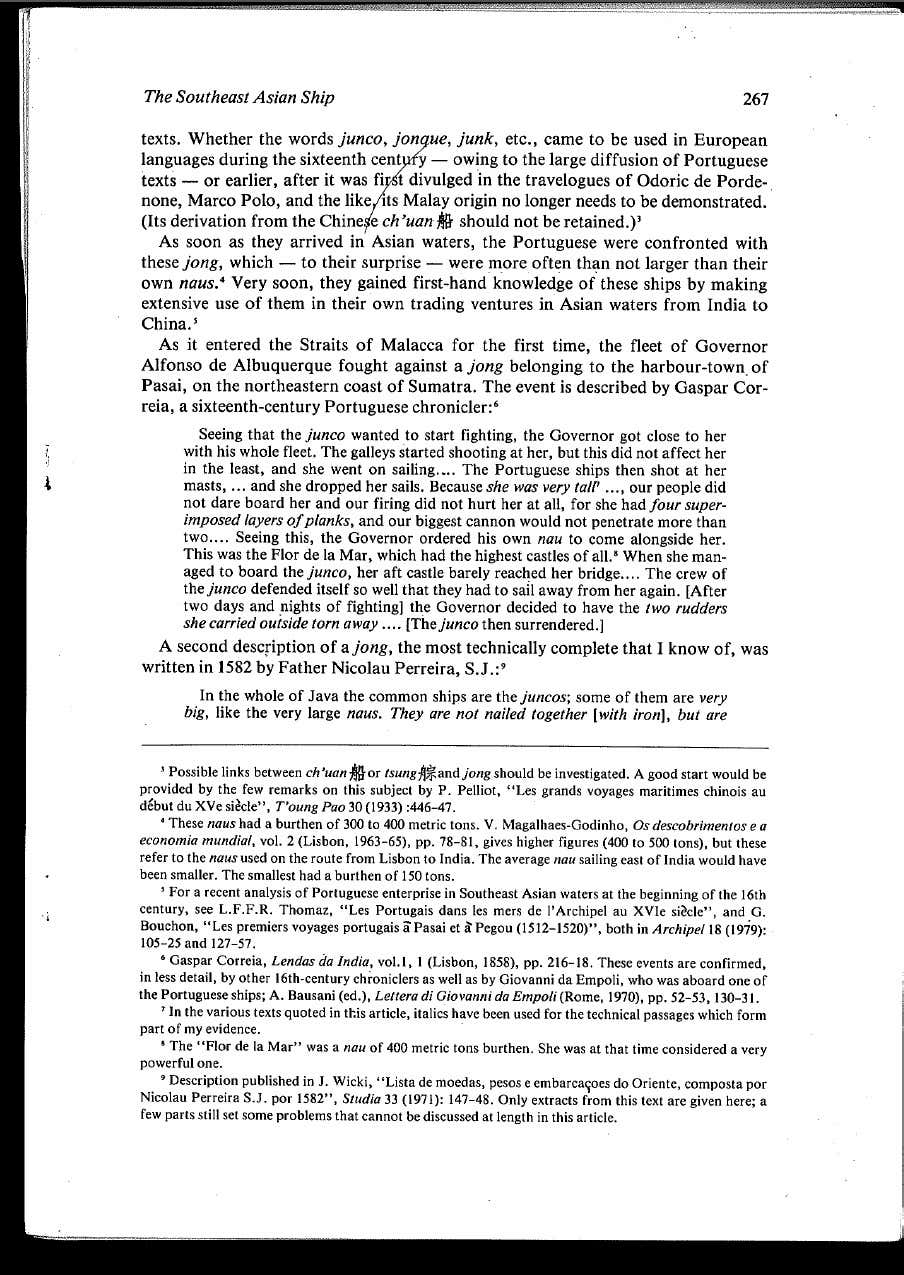 The Southeast Asian Ship 267
texts. Whether the words junco, jonque, junk, etc., came to be used in European
languages during the sixteenth century — owing to the large diffusion of Portuguese
texts — or earlier, after it was first divulged in the travelogues of Odoric de Porde-
none, Marco Polo, and the like, its Malay origin no longer needs to be demonstrated.
(Its derivation from the Chinese ch'uan 船 should not be retained.)³
As soon as they arrived in Asian waters, the Portuguese were confronted with
these jong, which — to their surprise — were more often than not larger than their
own naus.⁴ Very soon, they gained first-hand knowledge of these ships by making
extensive use of them in their own trading ventures in Asian waters from India to
China.⁵
As it entered the Straits of Malacca for the first time, the fleet of Governor
Alfonso de Albuquerque fought against a jong belonging to the harbour-town of
Pasai, on the northeastern coast of Sumatra. The event is described by Gaspar Cor-
reia, a sixteenth-century Portuguese chronicler:⁶
Seeing that the junco wanted to start fighting, the Governor got close to her
with his whole fleet. The galleys started shooting at her, but this did not affect her
in the least, and she went on sailing.... The Portuguese ships then shot at her
masts, ... and she dropped her sails. Because she was very tall⁷ ..., our people did
not dare board her and our firing did not hurt her at all, for she had four super-
imposed layers of planks, and our biggest cannon would not penetrate more than
two.... Seeing this, the Governor ordered his own nau to come alongside her.
This was the Flor de la Mar, which had the highest castles of all.⁸ When she man-
aged to board the junco, her aft castle barely reached her bridge.... The crew of
the junco defended itself so well that they had to sail away from her again. [After
two days and nights of fighting] the Governor decided to have the two rudders
she carried outside torn away .... [The junco then surrendered.]
A second description of a jong, the most technically complete that I know of, was
written in 1582 by Father Nicolau Perreira, S.J.:⁹
In the whole of Java the common ships are the juncos; some of them are very
big, like the very large naus. They are not nailed together [with iron], but are
³ Possible links between ch'uan 船 or tsung 䑸 and jong should be investigated. A good start would be
provided by the few remarks on this subject by P. Pelliot, "Les grands voyages maritimes chinois au
début du XVe siècle", T'oung Pao 30 (1933) :446–47.
⁴ These naus had a burthen of 300 to 400 metric tons. V. Magalhaes-Godinho, Os descobrimentos e a
economia mundial, vol. 2 (Lisbon, 1963–65), pp. 78–81, gives higher figures (400 to 500 tons), but these
refer to the naus used on the route from Lisbon to India. The average nau sailing east of India would have
been smaller. The smallest had a burthen of 150 tons.
⁵ For a recent analysis of Portuguese enterprise in Southeast Asian waters at the beginning of the 16th
century, see L.F.F.R. Thomaz, "Les Portugais dans les mers de l'Archipel au XVIe siècle", and G.
Bouchon, "Les premiers voyages portugais à Pasai et à Pegou (1512–1520)", both in Archipel 18 (1979):
105–25 and 127–57.
⁶ Gaspar Correia, Lendas da India, vol.1, 1 (Lisbon, 1858), pp. 216–18. These events are confirmed,
in less detail, by other 16th-century chroniclers as well as by Giovanni da Empoli, who was aboard one of
the Portuguese ships; A. Bausani (ed.), Lettera di Giovanni da Empoli (Rome, 1970), pp. 52–53, 130–31.
⁷ In the various texts quoted in this article, italics have been used for the technical passages which form
part of my evidence.
⁸ The "Flor de la Mar" was a nau of 400 metric tons burthen. She was at that time considered a very
powerful one.
⁹ Description published in J. Wicki, "Lista de moedas, pesos e embarcaçoes do Oriente, composta por
Nicolau Perreira S.J. por 1582", Studia 33 (1971): 147–48. Only extracts from this text are given here; a
few parts still set some problems that cannot be discussed at length in this article.